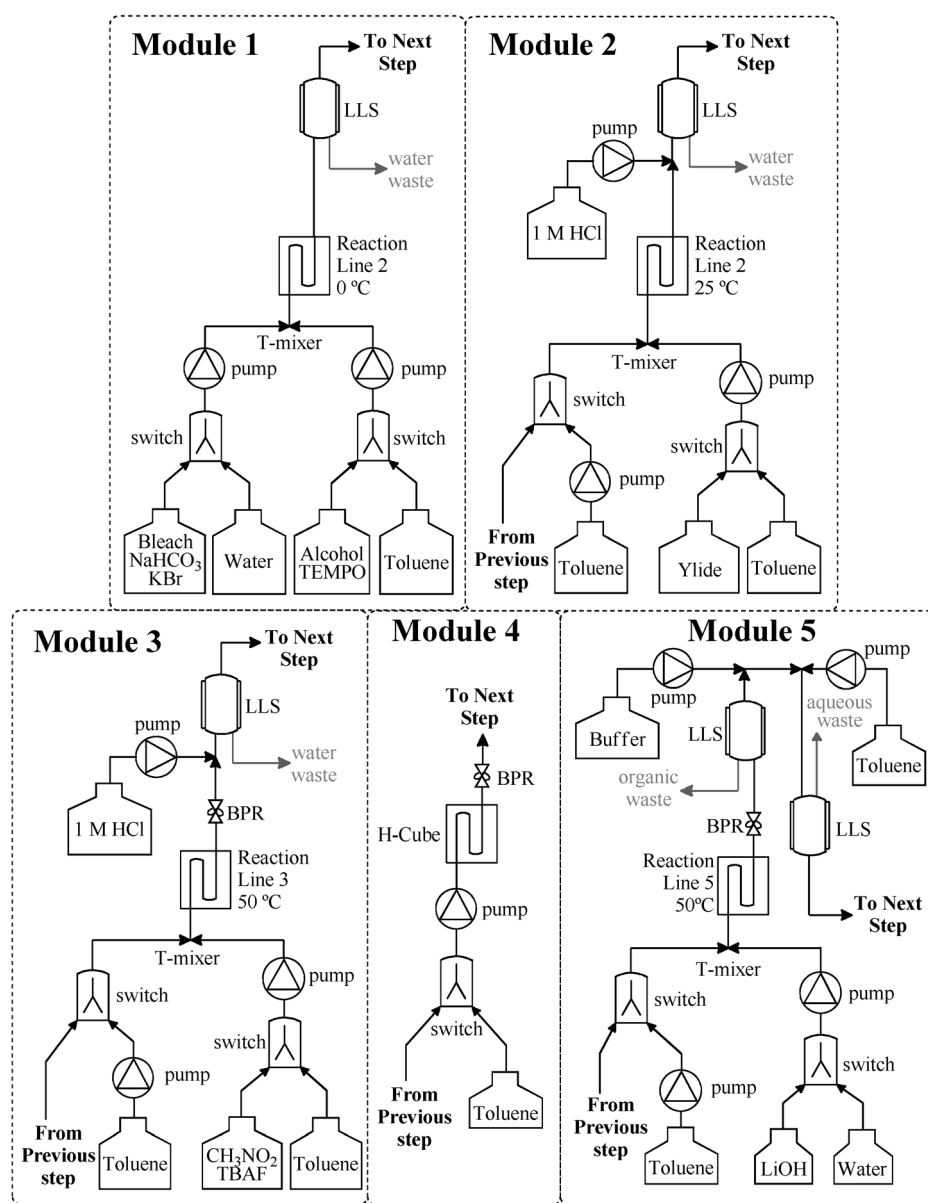 Module 1
To Next
Step
LLS
water
waste
Reaction
Line 2
0 ºC
T-mixer
pump
pump
switch
switch
Bleach
NaHCO3
KBr
Water
Alcohol
TEMPO
Toluene
Module 2
To Next
Step
LLS
pump
water
waste
1 M HCl
Reaction
Line 2
25 ºC
T-mixer
switch
pump
switch
pump
From
Previous
step
Toluene
Ylide
Toluene
Module 3
To Next
Step
LLS
pump
water
waste
BPR
1 M HCl
Reaction
Line 3
50 ºC
T-mixer
switch
pump
switch
pump
From
Previous
step
Toluene
CH3NO2
TBAF
Toluene
Module 4
To Next
Step
BPR
H-Cube
pump
switch
From
Previous
step
Toluene
Module 5
pump
pump
Buffer
LLS
aqueous
waste
Toluene
organic
waste
BPR
LLS
Reaction
Line 5
50ºC
To Next
Step
T-mixer
switch
pump
switch
pump
From
Previous
step
Toluene
LiOH
Water